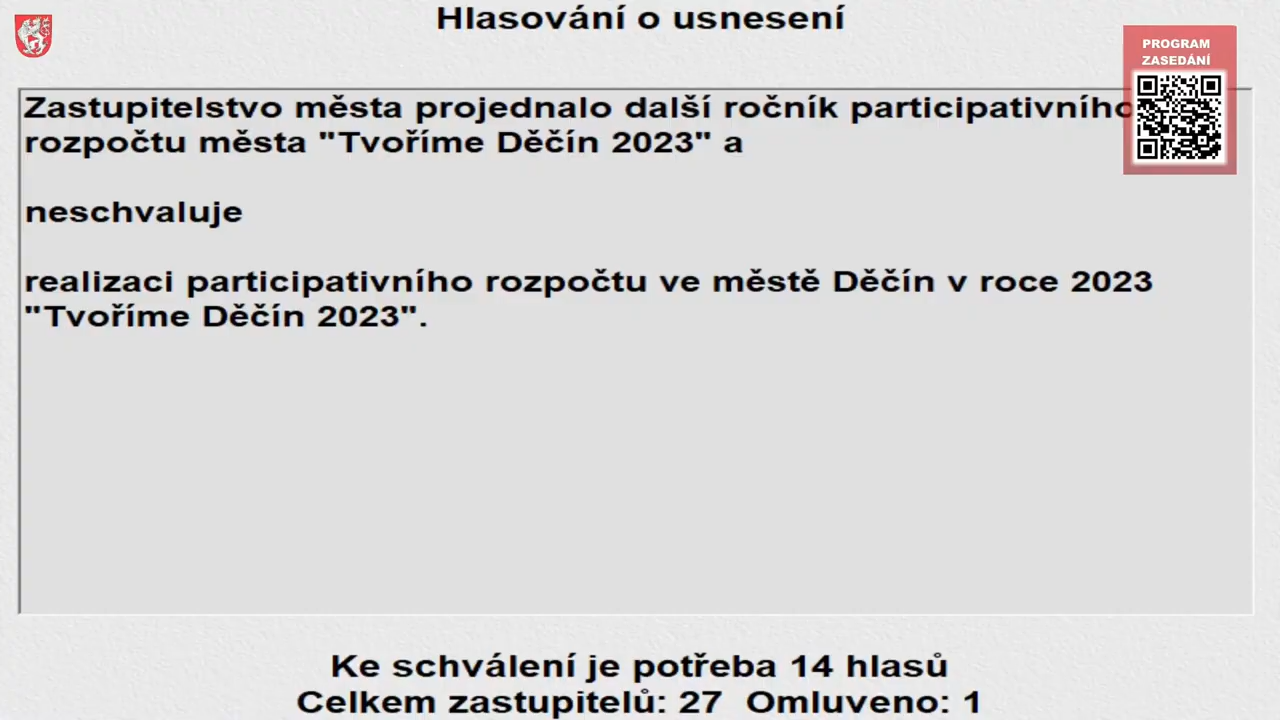 Hlasování o usnesení
PROGRAM
ZASEDÁNÍ
Zastupitelstvo města projednalo další ročník participativního
rozpočtu města "Tvoříme Děčín 2023" a
neschvaluje
realizaci participativního rozpočtu ve městě Děčín v roce 2023
"Tvoříme Děčín 2023".
Ke schválení je potřeba 14 hlasů
Celkem zastupitelů: 27 Omluveno: 1